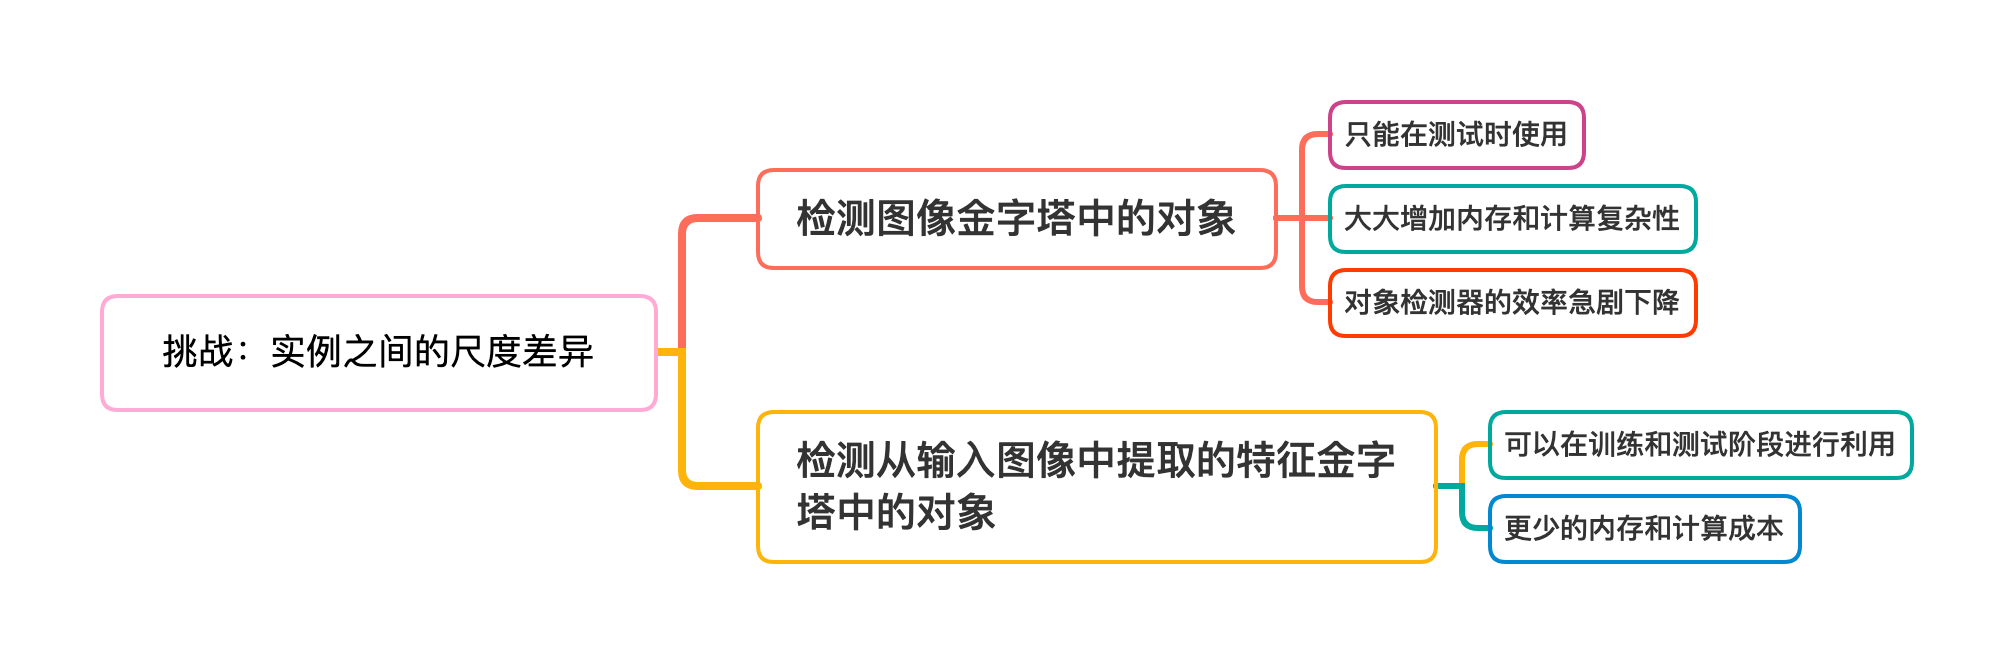 挑战：实例之间的尺度差异
检测图像金字塔中的对象
只能在测试时使用
大大增加内存和计算复杂性
对象检测器的效率急剧下降
检测从输入图像中提取的特征金字
塔中的对象
可以在训练和测试阶段进行利用
更少的内存和计算成本